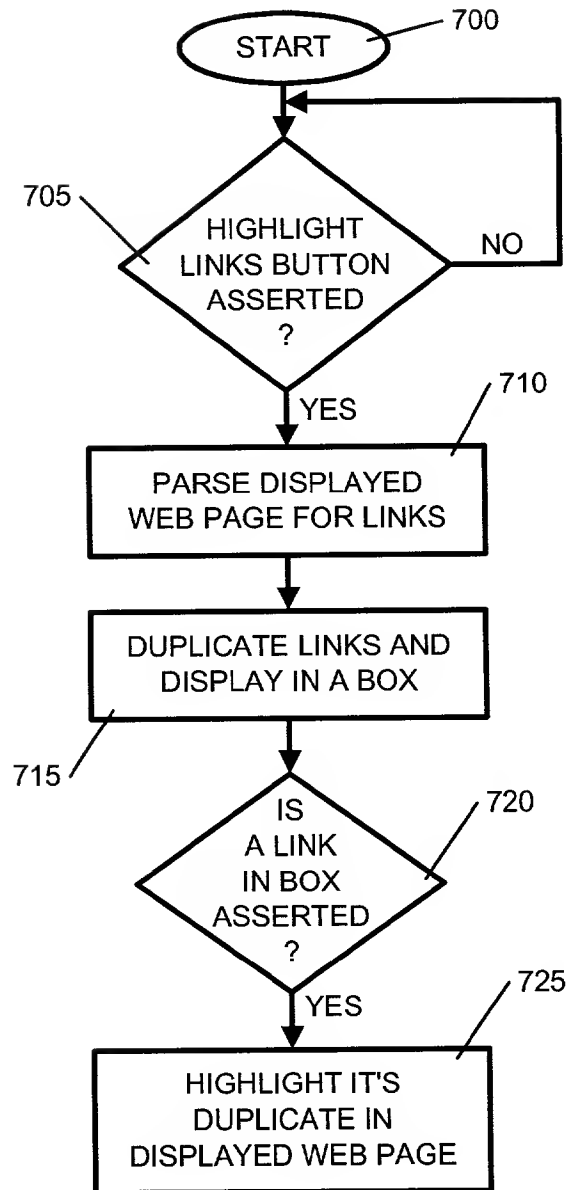 START
700
705
HIGHLIGHT
LINKS BUTTON
ASSERTED
?
NO
YES
710
PARSE DISPLAYED
WEB PAGE FOR LINKS
DUPLICATE LINKS AND
DISPLAY IN A BOX
715
IS
A LINK
IN BOX
ASSERTED
?
720
YES
725
HIGHLIGHT IT'S
DUPLICATE IN
DISPLAYED WEB PAGE